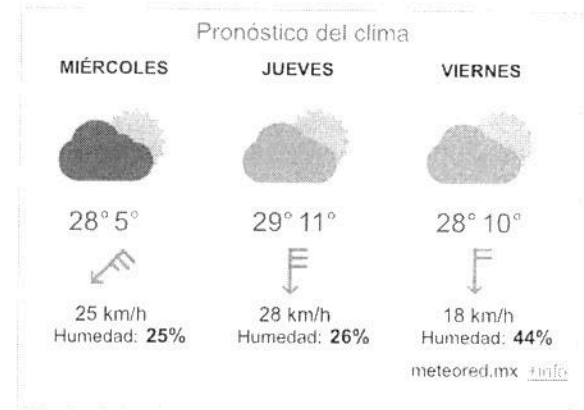 Pronóstico del clima
MIÉRCOLES JUEVES VIERNES
28° 5° 29° 11° 28° 10°
25 km/h 28 km/h 18 km/h
Humedad: 25% Humedad: 26% Humedad: 44%
meteored.mx +info